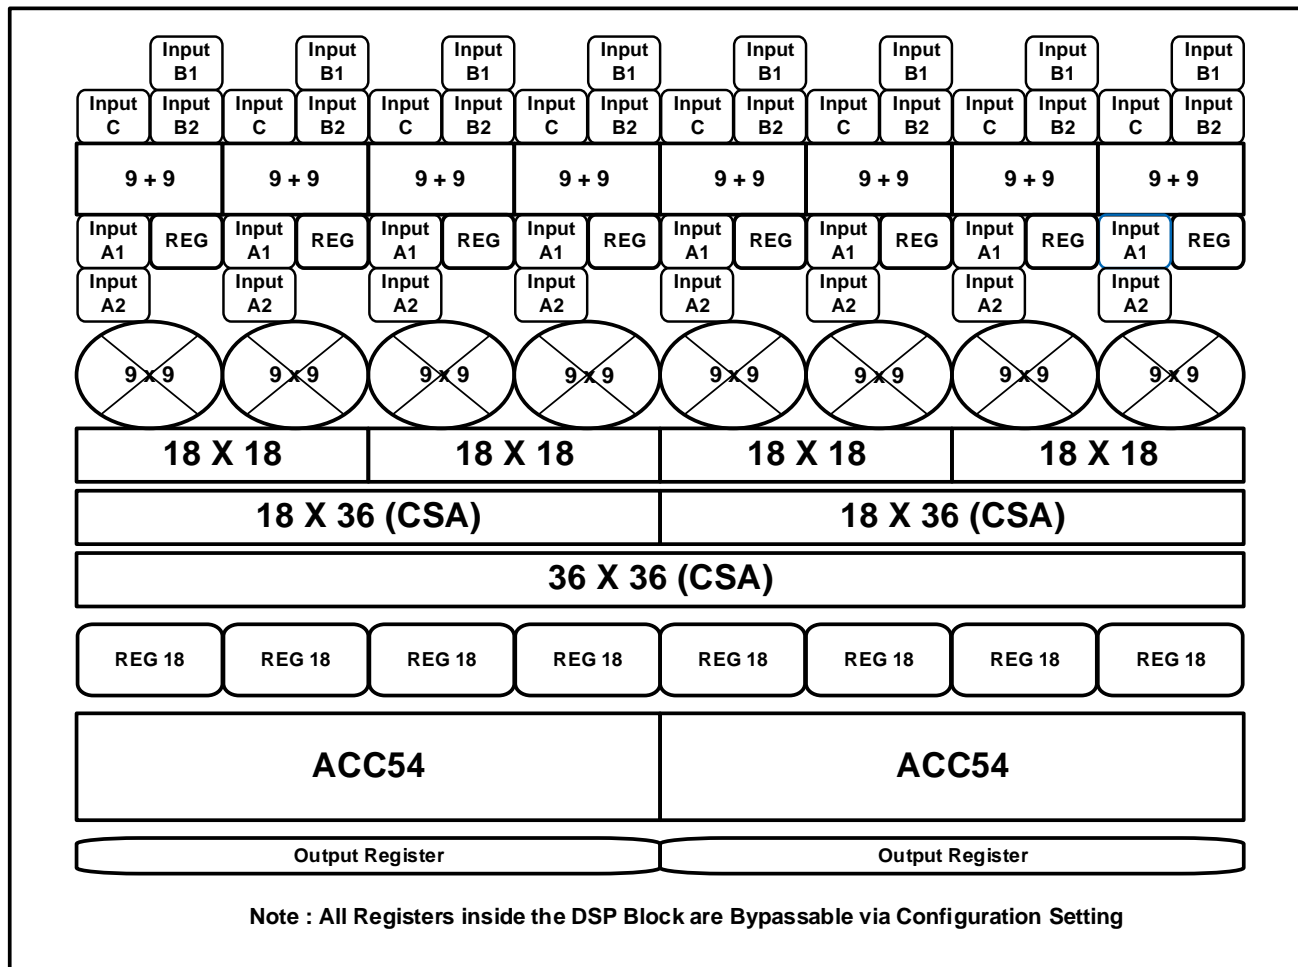 Input B1 Input B1 Input B1 Input B1 Input B1 Input B1 Input B1 Input B1
Input C Input B2 Input C Input B2 Input C Input B2 Input C Input B2 Input C Input B2 Input C Input B2 Input C Input B2 Input C Input B2
9 + 9 9 + 9 9 + 9 9 + 9 9 + 9 9 + 9 9 + 9 9 + 9
Input A1 REG Input A1 REG Input A1 REG Input A1 REG Input A1 REG Input A1 REG Input A1 REG Input A1 REG
Input A2 Input A2 Input A2 Input A2 Input A2 Input A2 Input A2 Input A2
9 x 9 9 x 9 9 x 9 9 x 9 9 x 9 9 x 9 9 x 9 9 x 9
18 X 18 18 X 18 18 X 18 18 X 18
18 X 36 (CSA) 18 X 36 (CSA)
36 X 36 (CSA)
REG 18 REG 18 REG 18 REG 18 REG 18 REG 18 REG 18 REG 18
ACC54 ACC54
Output Register Output Register
Note : All Registers inside the DSP Block are Bypassable via Configuration Setting